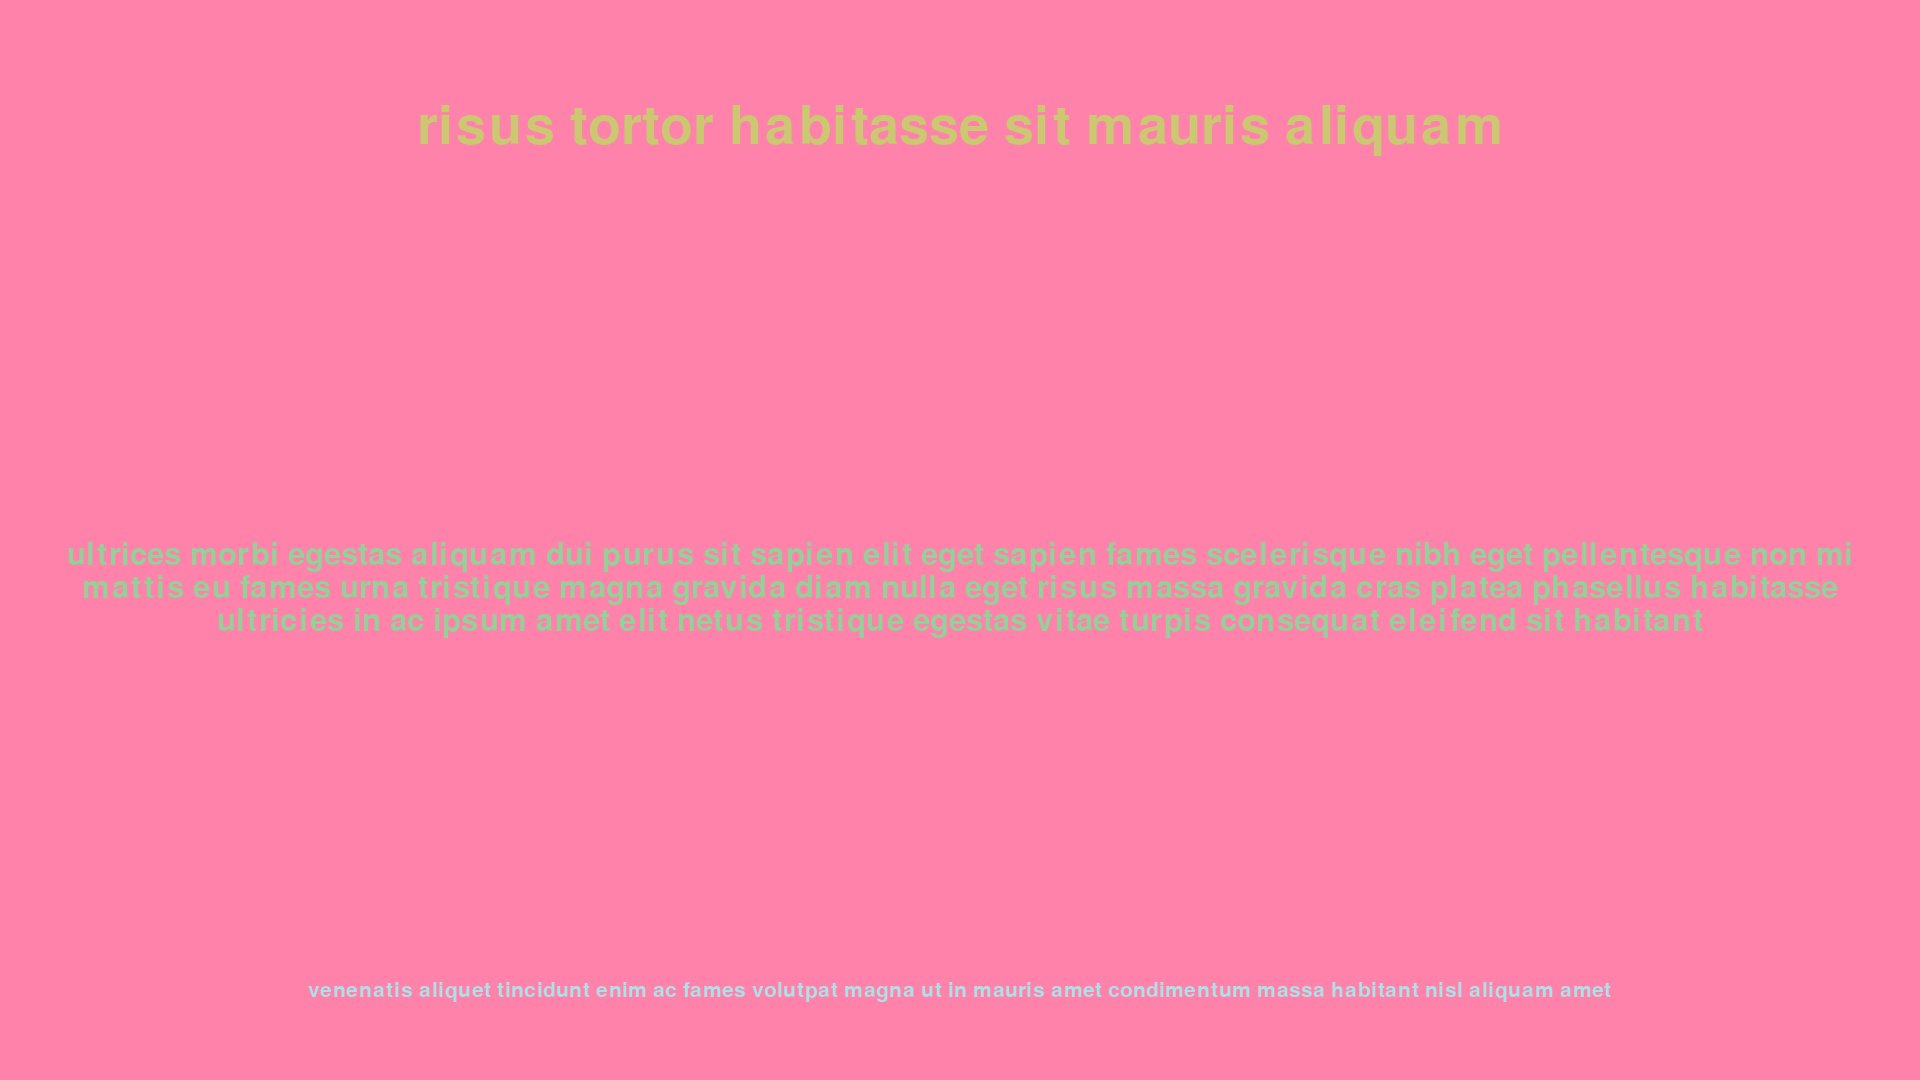 risus tortor habitasse sit mauris aliquam
ultrices morbi egestas aliquam dui purus sit sapien elit eget sapien fames scelerisque nibh eget pellentesque non mi
mattis eu fames urna tristique magna gravida diam nulla eget risus massa gravida cras platea phasellus habitasse
ultricies in ac ipsum amet elit netus tristique egestas vitae turpis consequat eleifend sit habitant
venenatis aliquet tincidunt enim ac fames volutpat magna ut in mauris amet condimentum massa habitant nisl aliquam amet